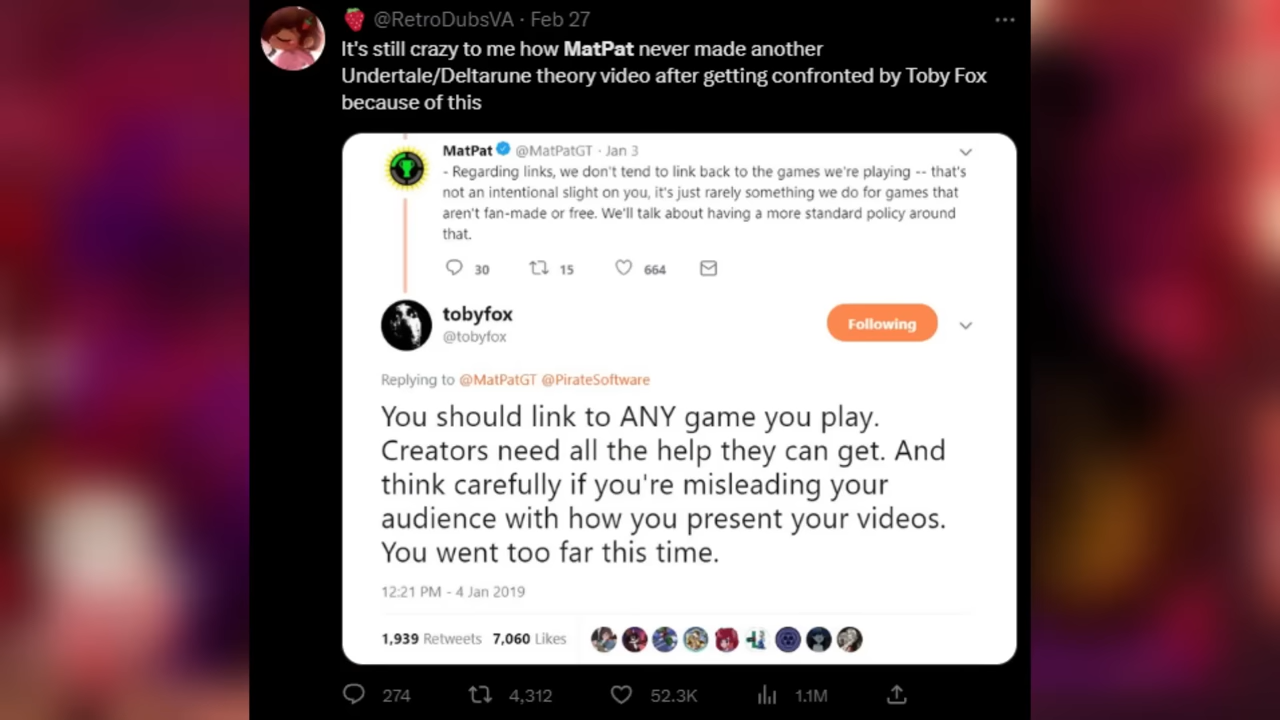 @RetroDubsVA · Feb 27
It's still crazy to me how MatPat never made another
Undertale/Deltarune theory video after getting confronted by Toby Fox
because of this
MatPat @MatPatGT · Jan 3
- Regarding links, we don't tend to link back to the games we're playing -- that's
not an intentional slight on you, it's just rarely something we do for games that
aren't fan-made or free. We'll talk about having a more standard policy around
that.
30 15 664
tobyfox
@tobyfox
Following
Replying to @MatPatGT @PirateSoftware
You should link to ANY game you play.
Creators need all the help they can get. And
think carefully if you're misleading your
audience with how you present your videos.
You went too far this time.
12:21 PM - 4 Jan 2019
1,939 Retweets 7,060 Likes
274 4,312 52.3K 1.1M